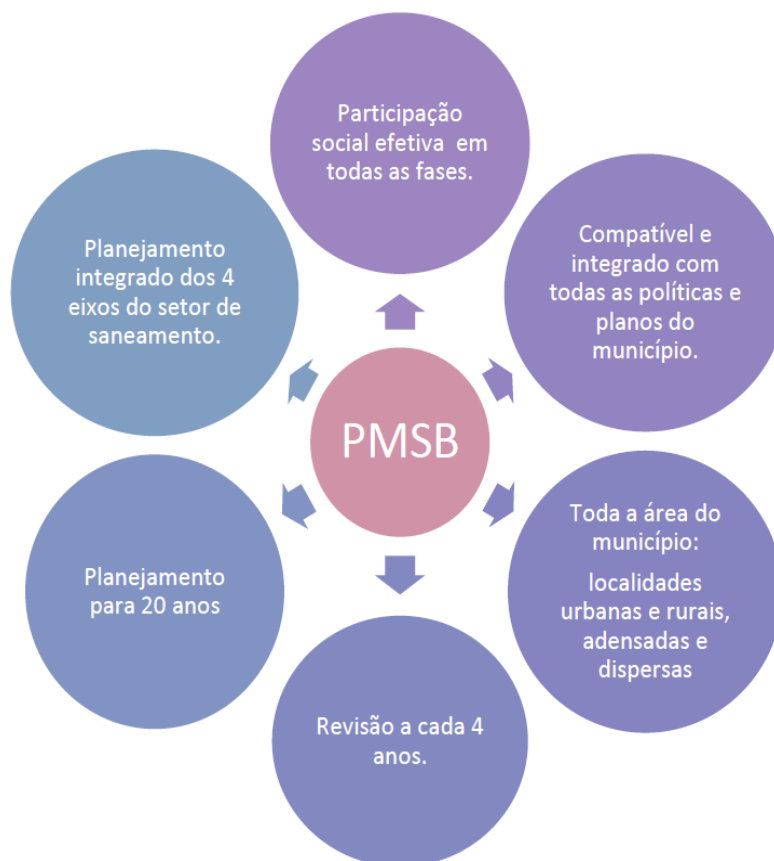 Participação
social efetiva em
todas as fases.
Compatível e
integrado com
todas as políticas e
planos do
município.
Toda a área do
município:
localidades
urbanas e rurais,
adensadas e
dispersas
Revisão a cada 4
anos.
Planejamento
para 20 anos
Planejamento
integrado dos 4
eixos do setor de
saneamento.
PMSB